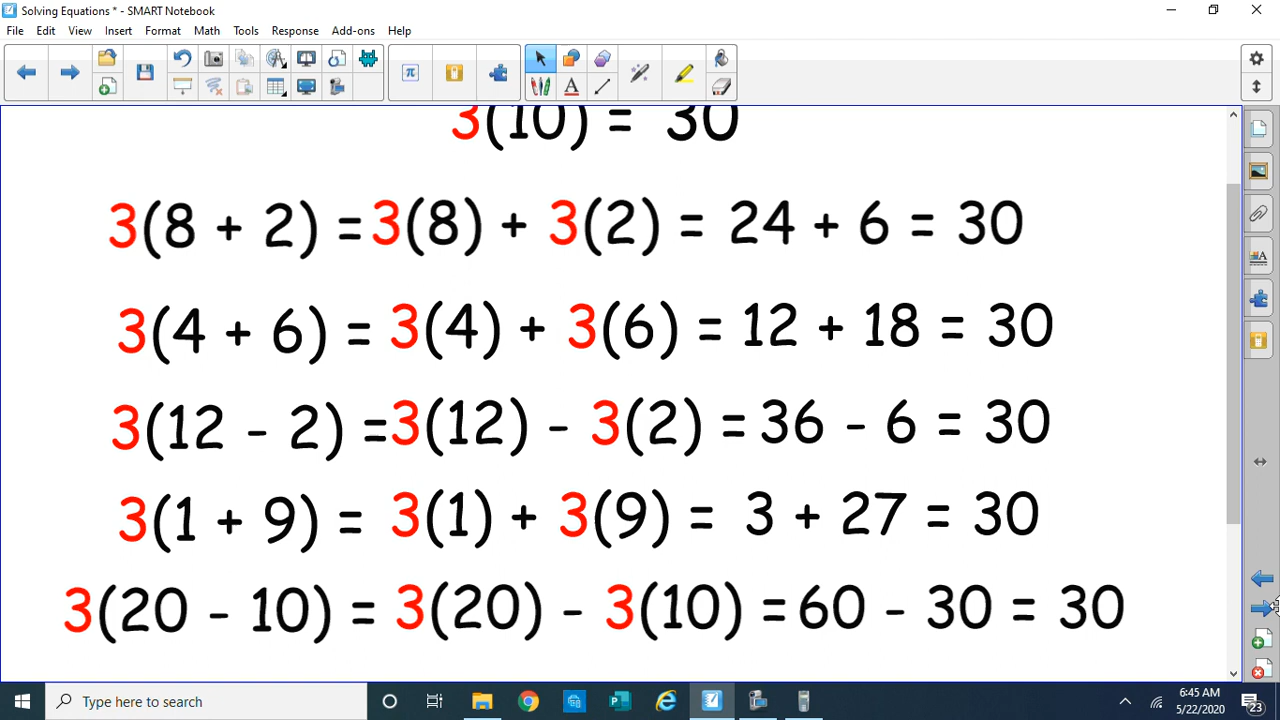 Solving Equations * - SMART Notebook
File Edit View Insert Format Math Tools Response Add-ons Help
3(10) = 30
3(8 + 2) = 3(8) + 3(2) = 24 + 6 = 30
3(4 + 6) = 3(4) + 3(6) = 12 + 18 = 30
3(12 - 2) = 3(12) - 3(2) = 36 - 6 = 30
3(1 + 9) = 3(1) + 3(9) = 3 + 27 = 30
3(20 - 10) = 3(20) - 3(10) = 60 - 30 = 30
Type here to search
6:45 AM
5/22/2020
23